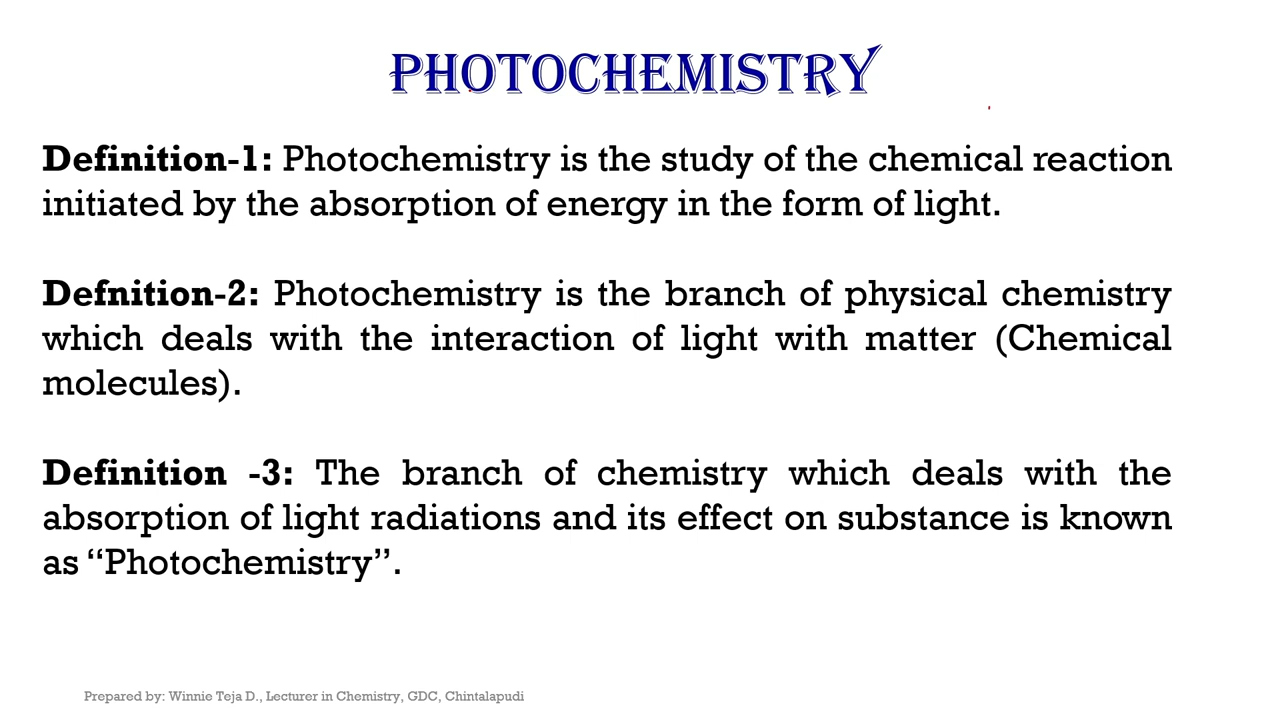 PHOTOCHEMISTRY
Definition-1: Photochemistry is the study of the chemical reaction
initiated by the absorption of energy in the form of light.
Defnition-2: Photochemistry is the branch of physical chemistry
which deals with the interaction of light with matter (Chemical
molecules).
Definition -3: The branch of chemistry which deals with the
absorption of light radiations and its effect on substance is known
as “Photochemistry”.
Prepared by: Winnie Teja D., Lecturer in Chemistry, GDC, Chintalapudi